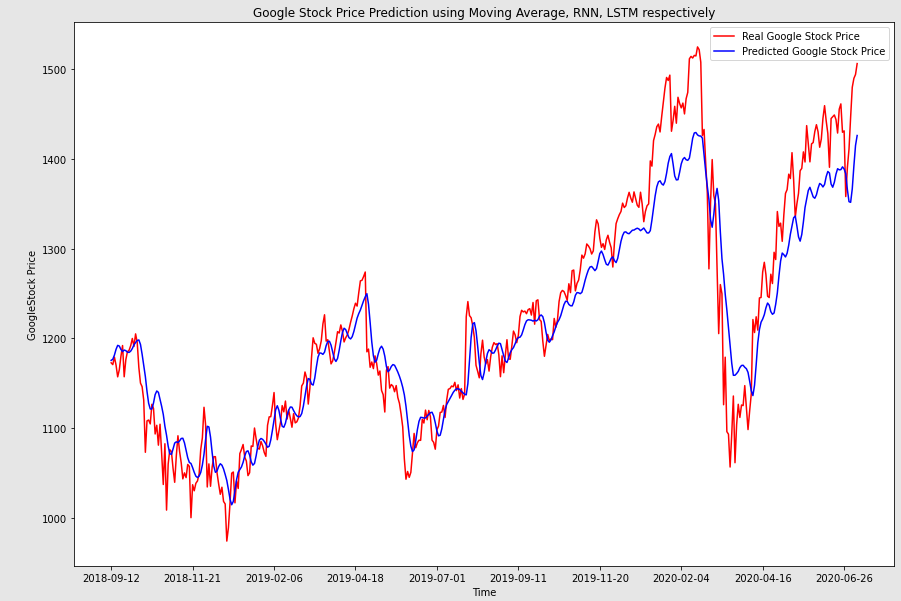 Google Stock Price Prediction using Moving Average, RNN, LSTM respectively
Real Google Stock Price
Predicted Google Stock Price
GoogleStock Price
1500
1400
1300
1200
1100
1000
2018-09-12 2018-11-21 2019-02-06 2019-04-18 2019-07-01 2019-09-11 2019-11-20 2020-02-04 2020-04-16 2020-06-26
Time